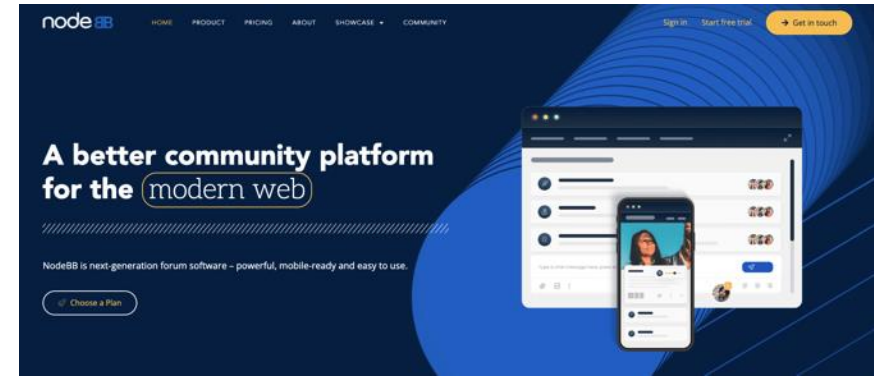 nodeBB
HOME PRODUCT PRICING ABOUT SHOWCASE COMMUNITY
Sign in Start free trial → Get in touch
A better community platform
for the modern web
NodeBB is next-generation forum software – powerful, mobile-ready and easy to use.
Choose a Plan